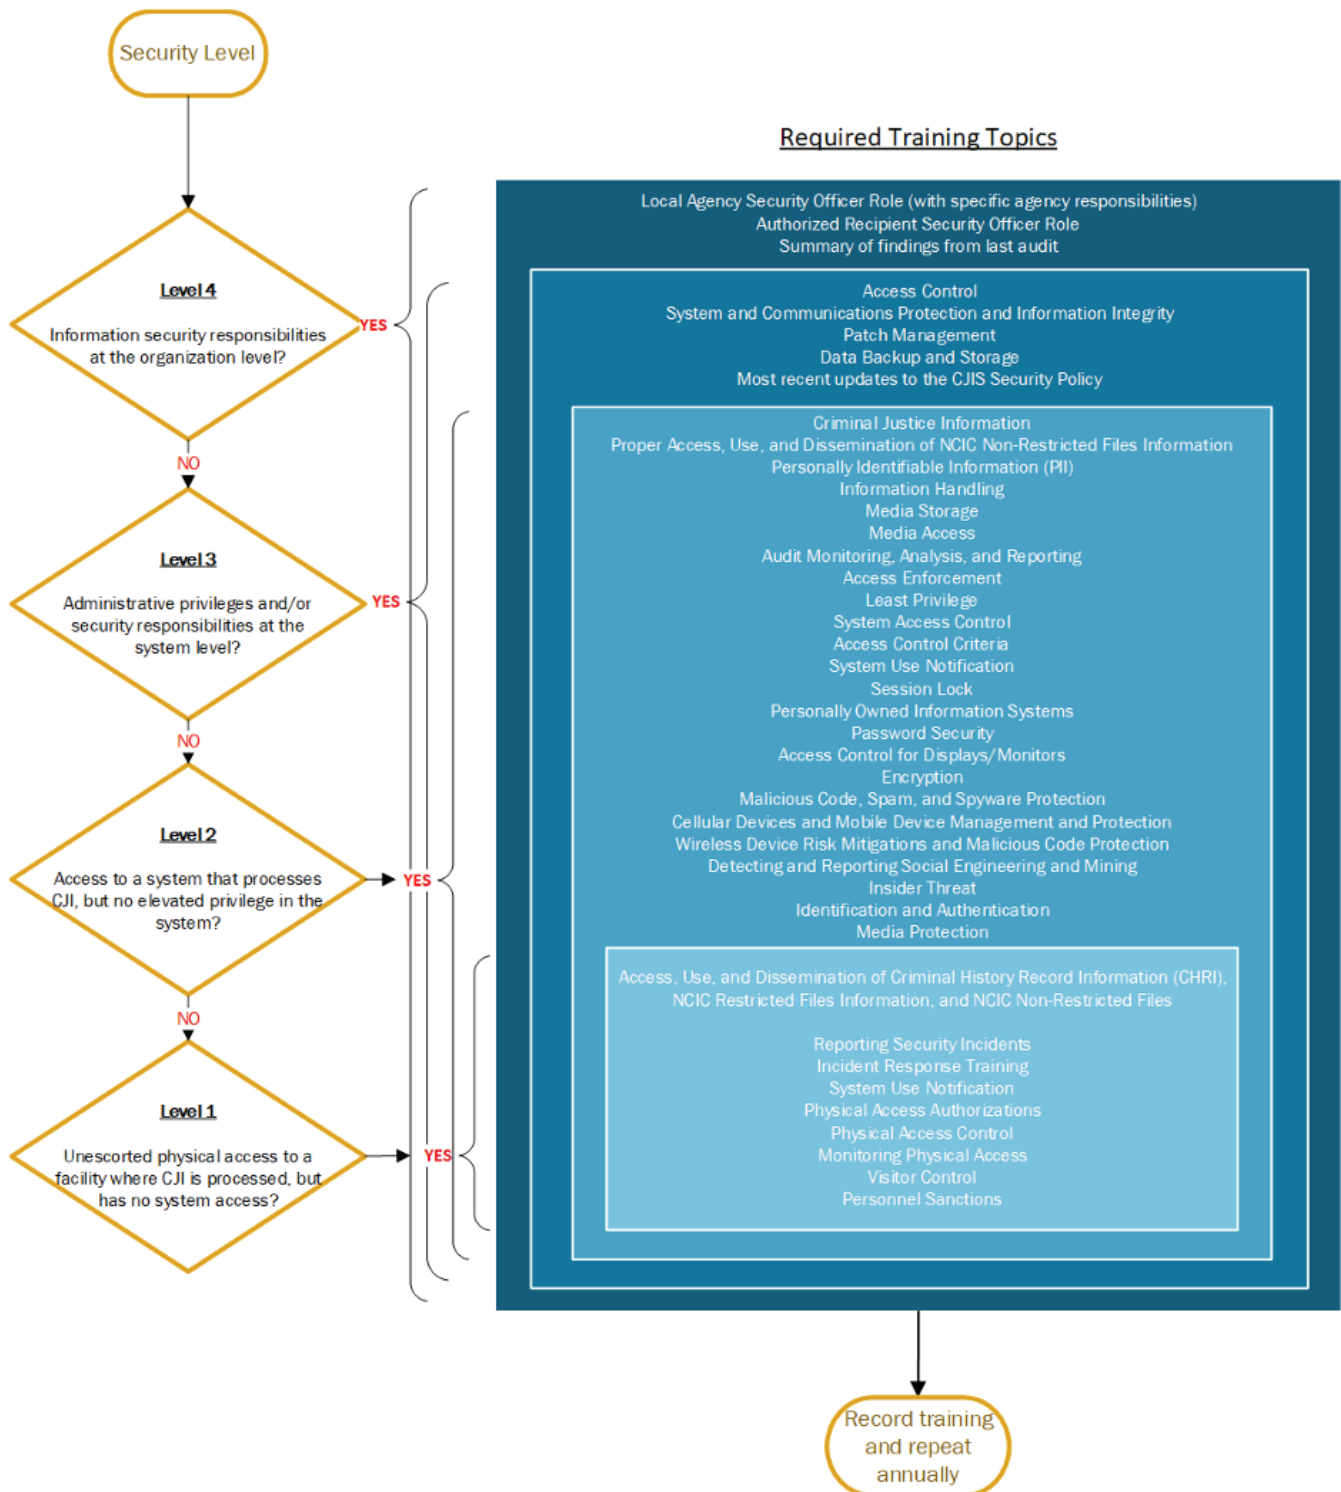 Security Level
Level 4
Information security responsibilities
at the organization level?
YES
NO
Level 3
Administrative privileges and/or
security responsibilities at the
system level?
YES
NO
Level 2
Access to a system that processes
CJI, but no elevated privilege in the
system?
YES
NO
Level 1
Unescorted physical access to a
facility where CJI is processed, but
has no system access?
YES
Required Training Topics
Local Agency Security Officer Role (with specific agency responsibilities)
Authorized Recipient Security Officer Role
Summary of findings from last audit
Access Control
System and Communications Protection and Information Integrity
Patch Management
Data Backup and Storage
Most recent updates to the CJIS Security Policy
Criminal Justice Information
Proper Access, Use, and Dissemination of NCIC Non-Restricted Files Information
Personally Identifiable Information (PII)
Information Handling
Media Storage
Media Access
Audit Monitoring, Analysis, and Reporting
Access Enforcement
Least Privilege
System Access Control
Access Control Criteria
System Use Notification
Session Lock
Personally Owned Information Systems
Password Security
Access Control for Displays/Monitors
Encryption
Malicious Code, Spam, and Spyware Protection
Cellular Devices and Mobile Device Management and Protection
Wireless Device Risk Mitigations and Malicious Code Protection
Detecting and Reporting Social Engineering and Mining
Insider Threat
Identification and Authentication
Media Protection
Access, Use, and Dissemination of Criminal History Record Information (CHRI),
NCIC Restricted Files Information, and NCIC Non-Restricted Files
Reporting Security Incidents
Incident Response Training
System Use Notification
Physical Access Authorizations
Physical Access Control
Monitoring Physical Access
Visitor Control
Personnel Sanctions
Record training
and repeat
annually